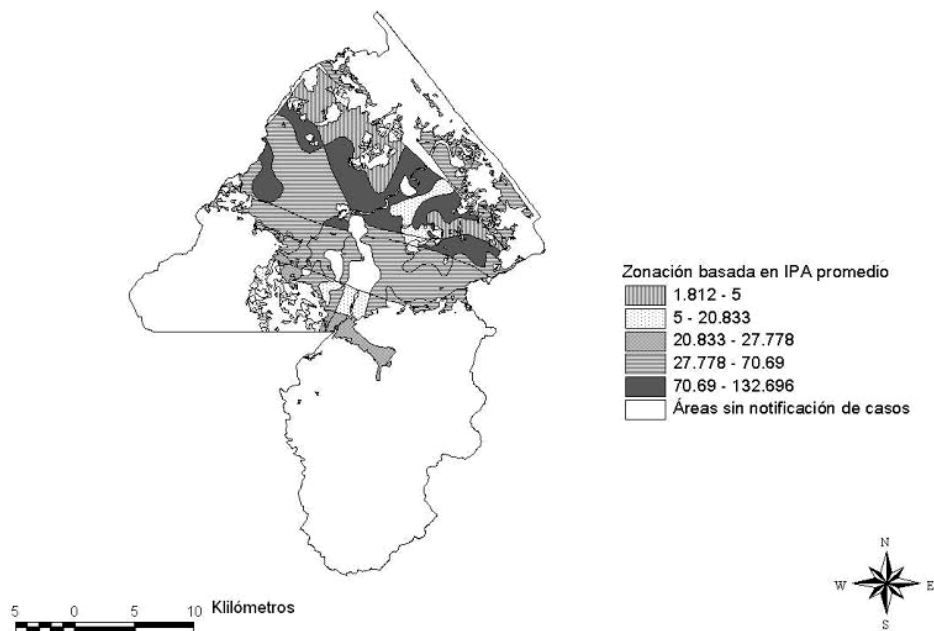 Zonación basada en IPA promedio
1.812 - 5
5 - 20.833
20.833 - 27.778
27.778 - 70.69
70.69 - 132.696
Áreas sin notificación de casos
5 0 5 10 Klilómetros
N
W E
S